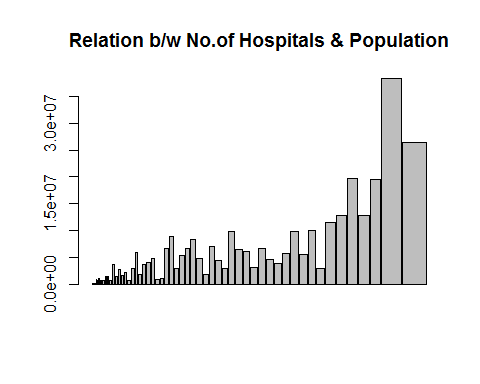 Relation b/w No.of Hospitals & Population
3.0e+07
1.5e+07
0.0e+00